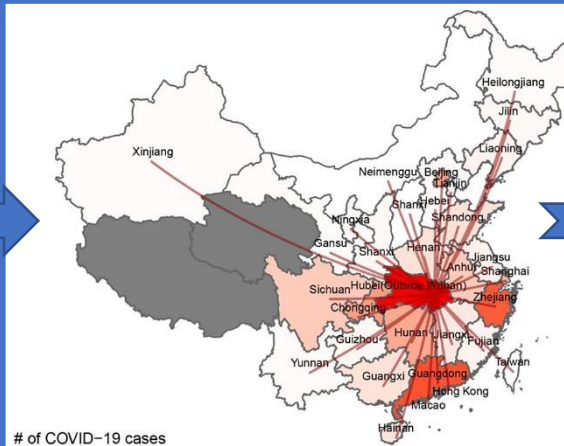 Heilongjiang
Jilin
Liaoning
Xinjiang
Neimenggu
Beijing
Tianjin
Shanxi
Hebei
Ningxia
Shandong
Gansu
Shanxi
Henan
Jiangsu
Anhui
Shanghai
Sichuan
Hubei(Outside Wuhan)
Zhejiang
Chongqing
Hunan
Jiangxi
Guizhou
Fujian
Yunnan
Taiwan
Guangxi
Guangdong
Hong Kong
Macao
Hainan
# of COVID-19 cases